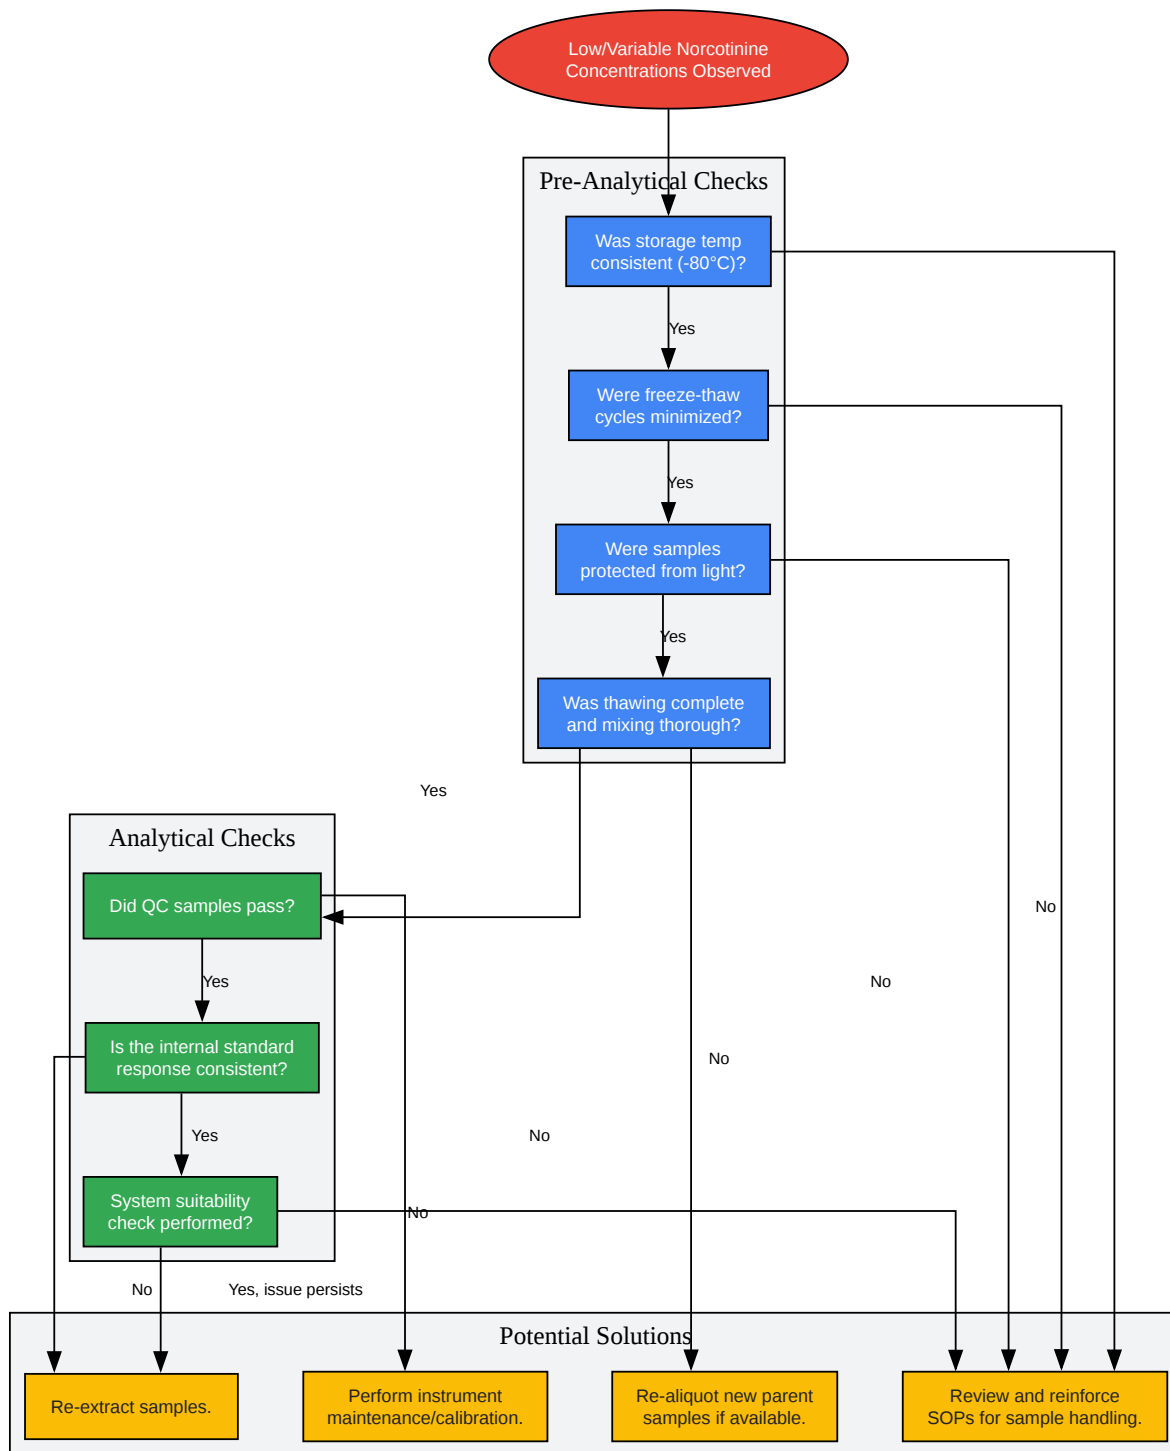 Low/Variable Norcotinine
Concentrations Observed
Pre-Analytical Checks
Was storage temp
consistent (-80°C)?
Yes
Were freeze-thaw
cycles minimized?
Yes
Were samples
protected from light?
Yes
Was thawing complete
and mixing thorough?
Yes
Analytical Checks
Did QC samples pass?
No
Yes
No
Is the internal standard
response consistent?
No
Yes
No
System suitability
check performed?
No
No
Yes, issue persists
Potential Solutions
Re-extract samples.
Perform instrument
maintenance/calibration.
Re-aliquot new parent
samples if available.
Review and reinforce
SOPs for sample handling.